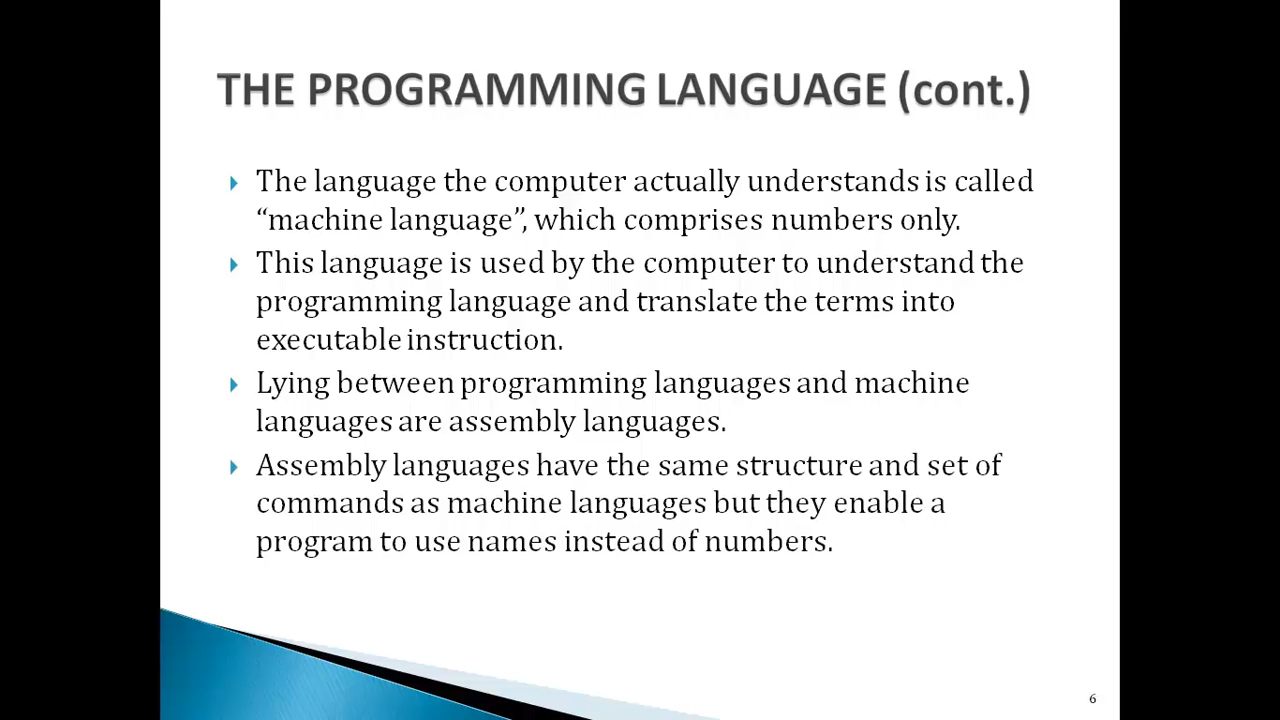 THE PROGRAMMING LANGUAGE (cont.)
The language the computer actually understands is called
“machine language”, which comprises numbers only.
This language is used by the computer to understand the
programming language and translate the terms into
executable instruction.
Lying between programming languages and machine
languages are assembly languages.
Assembly languages have the same structure and set of
commands as machine languages but they enable a
program to use names instead of numbers.
6